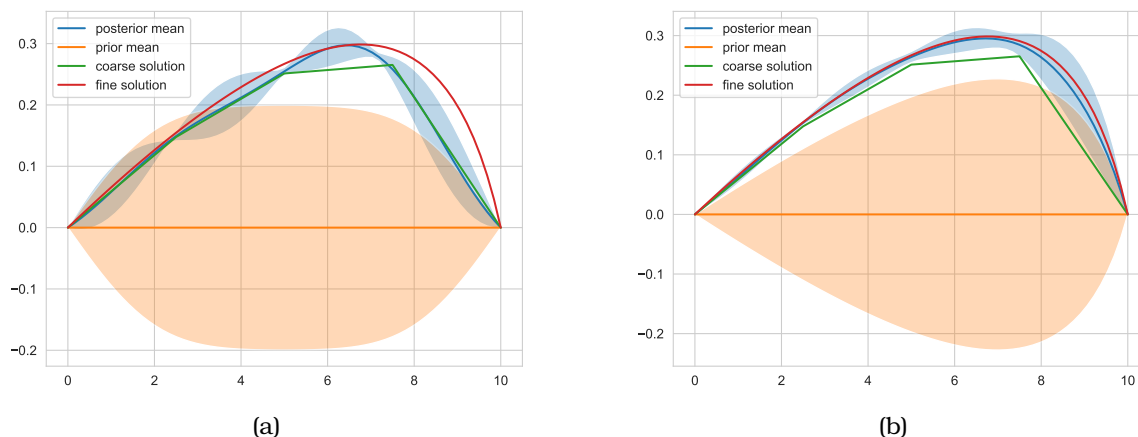 posterior mean
prior mean
coarse solution
fine solution
0.3
0.2
0.1
0.0
−0.1
−0.2
0 2 4 6 8 10
(a)
posterior mean
prior mean
coarse solution
fine solution
0.3
0.2
0.1
0.0
−0.1
−0.2
0 2 4 6 8 10
(b)